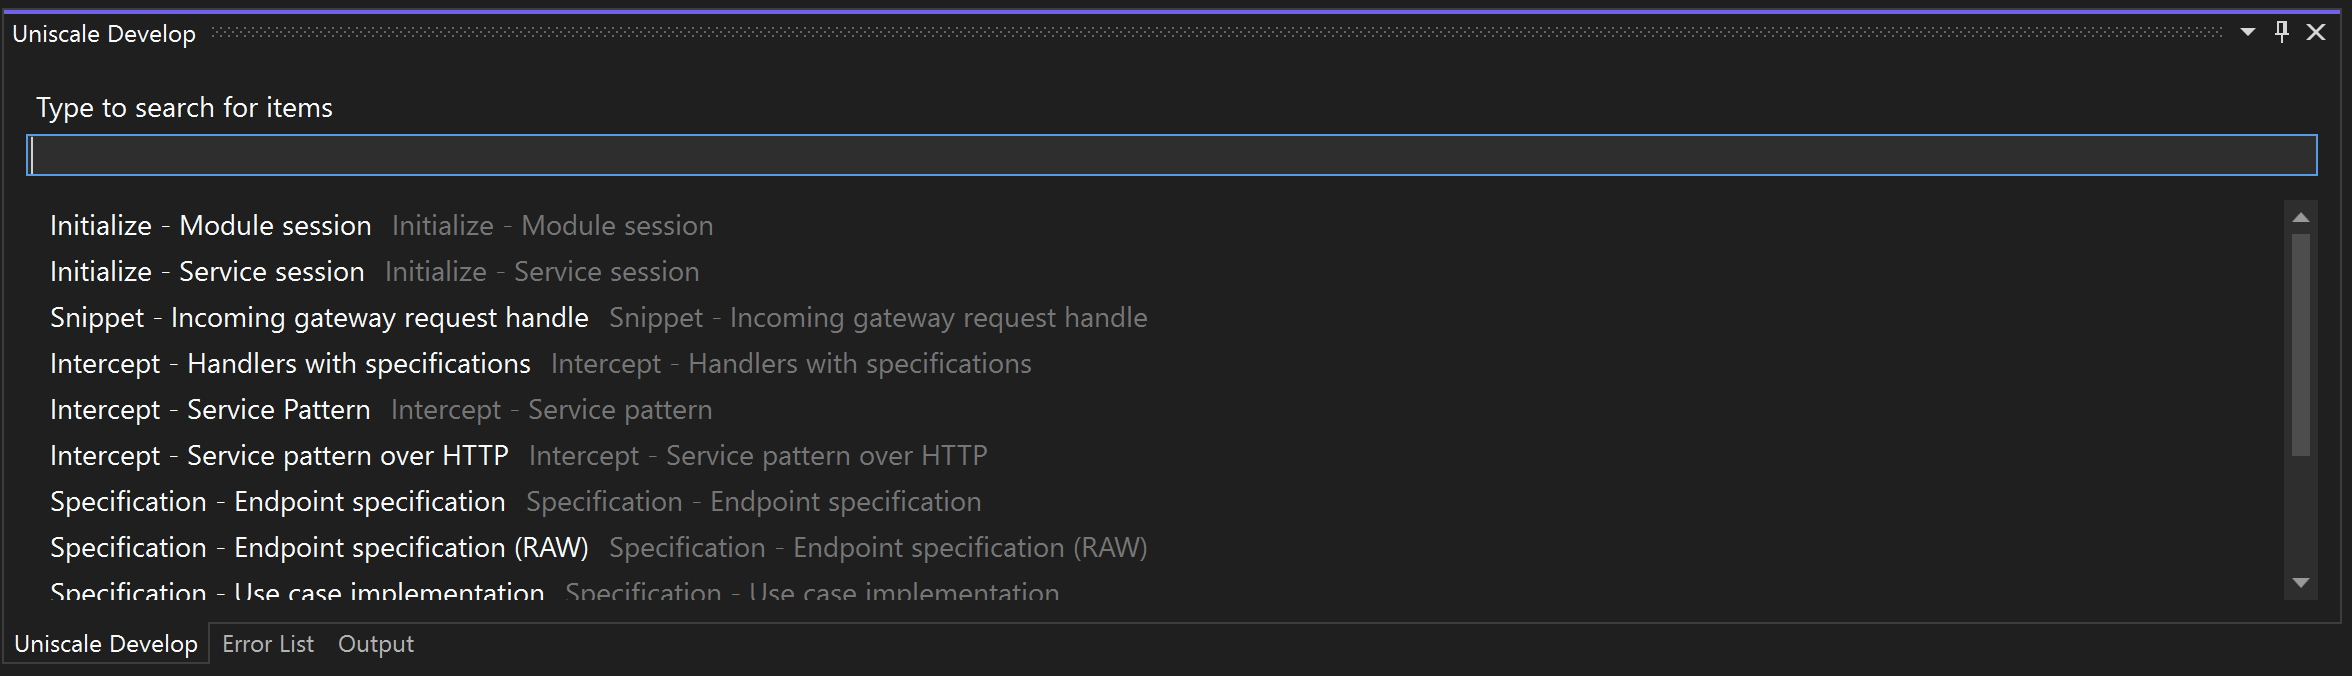 Uniscale Develop
Type to search for items
Initialize - Module session Initialize - Module session
Initialize - Service session Initialize - Service session
Snippet - Incoming gateway request handle Snippet - Incoming gateway request handle
Intercept - Handlers with specifications Intercept - Handlers with specifications
Intercept - Service Pattern Intercept - Service pattern
Intercept - Service pattern over HTTP Intercept - Service pattern over HTTP
Specification - Endpoint specification Specification - Endpoint specification
Specification - Endpoint specification (RAW) Specification - Endpoint specification (RAW)
Specification - Use case implementation Specification - Use case implementation
Uniscale Develop Error List Output